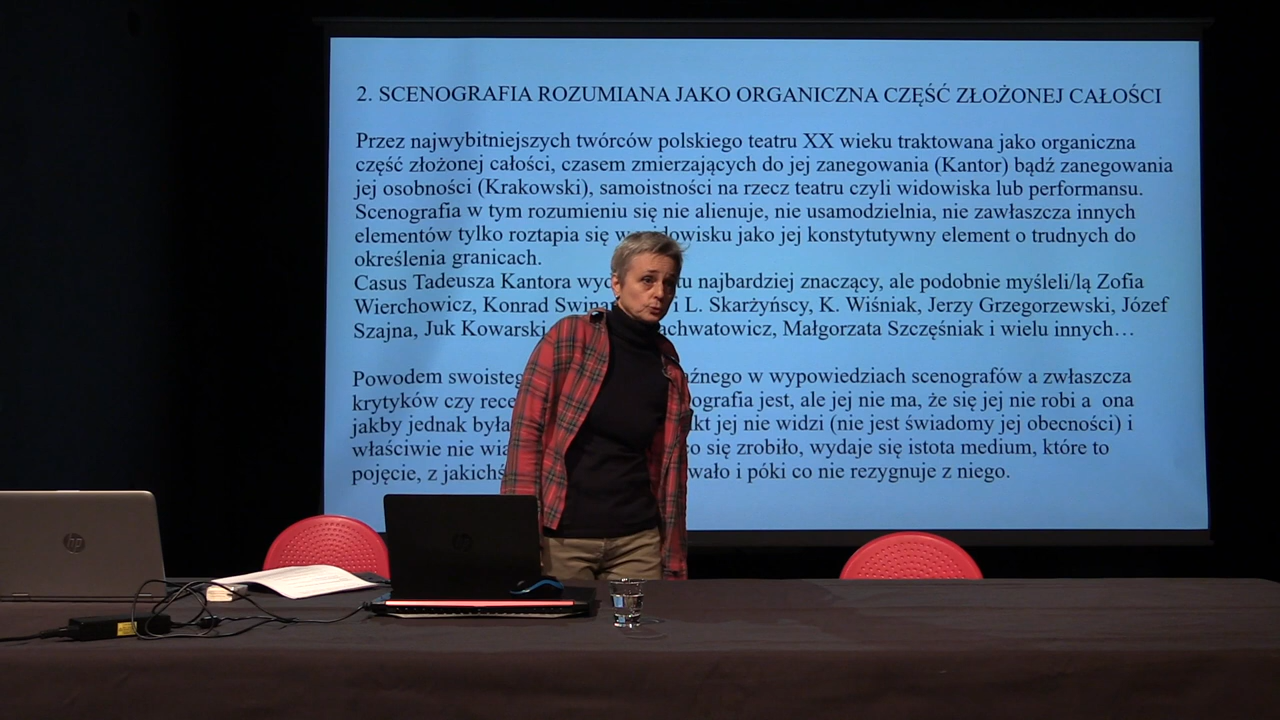 2. SCENOGRAFIA ROZUMIANA JAKO ORGANICZNA CZĘŚĆ ZŁOŻONEJ CAŁOŚCI
Przez najwybitniejszych twórców polskiego teatru XX wieku traktowana jako organiczna
część złożonej całości, czasem zmierzających do jej zanegowania (Kantor) bądź zanegowania
jej osobności (Krakowski), samoistności na rzecz teatru czyli widowiska lub performansu.
Scenografia w tym rozumieniu się nie alienuje, nie usamodzielnia, nie zawłaszcza innych
elementów tylko roztapia się w widowisku jako jej konstytutywny element o trudnych do
określenia granicach.
Casus Tadeusza Kantora wyd tu najbardziej znaczący, ale podobnie myśleli/lą Zofia
Wierchowicz, Konrad Swinar i L. Skarżyńscy, K. Wiśniak, Jerzy Grzegorzewski, Józef
Szajna, Juk Kowarski achwatowicz, Małgorzata Szczęśniak i wielu innych…
Powodem swoisteg aźnego w wypowiedziach scenografów a zwłaszcza
krytyków czy rece ografia jest, ale jej nie ma, że się jej nie robi a ona
jakby jednak była kt jej nie widzi (nie jest świadomy jej obecności) i
właściwie nie wia co się zrobiło, wydaje się istota medium, które to
pojęcie, z jakichś wało i póki co nie rezygnuje z niego.
hp